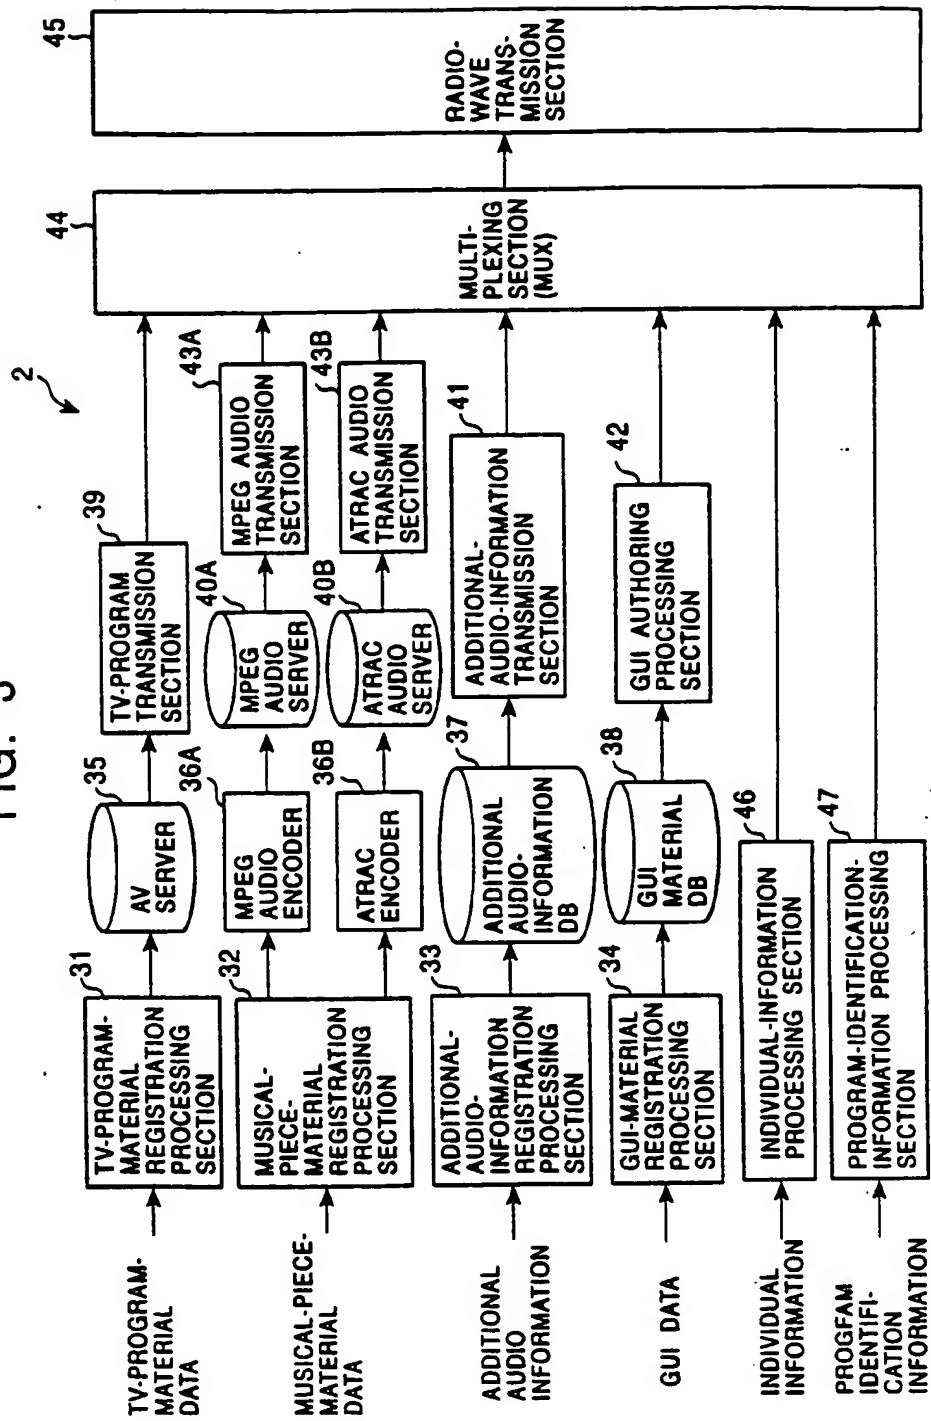 FIG. 3
2
TV-PROGRAM-
MATERIAL
DATA
31
TV-PROGRAM-
MATERIAL
REGISTRATION
PROCESSING
SECTION
35
AV
SERVER
39
TV-PROGRAM
TRANSMISSION
SECTION
MUSICAL-PIECE-
MATERIAL
DATA
32
MUSICAL-
PIECE-
MATERIAL
REGISTRATION
PROCESSING
SECTION
36A
MPEG
AUDIO
ENCODER
40A
MPEG
AUDIO
SERVER
43A
MPEG AUDIO
TRANSMISSION
SECTION
36B
ATRAC
ENCODER
40B
ATRAC
AUDIO
SERVER
43B
ATRAC AUDIO
TRANSMISSION
SECTION
ADDITIONAL
AUDIO
INFORMATION
33
ADDITIONAL-
AUDIO-
INFORMATION
REGISTRATION
PROCESSING
SECTION
37
ADDITIONAL
AUDIO-
INFORMATION
DB
41
ADDITIONAL-
AUDIO-INFORMATION
TRANSMISSION
SECTION
GUI DATA
34
GUI-MATERIAL
REGISTRATION
PROCESSING
SECTION
38
GUI
MATERIAL
DB
42
GUI AUTHORING
PROCESSING
SECTION
INDIVIDUAL
INFORMATION
46
INDIVIDUAL-INFORMATION
PROCESSING SECTION
PROGFAM
IDENTIFI-
CATION
INFORMATION
47
PROGRAM-IDENTIFICATION-
INFORMATION PROCESSING
SECTION
44
MULTI-
PLEXING
SECTION
(MUX)
45
RADIO-
WAVE
TRANS-
MISSION
SECTION